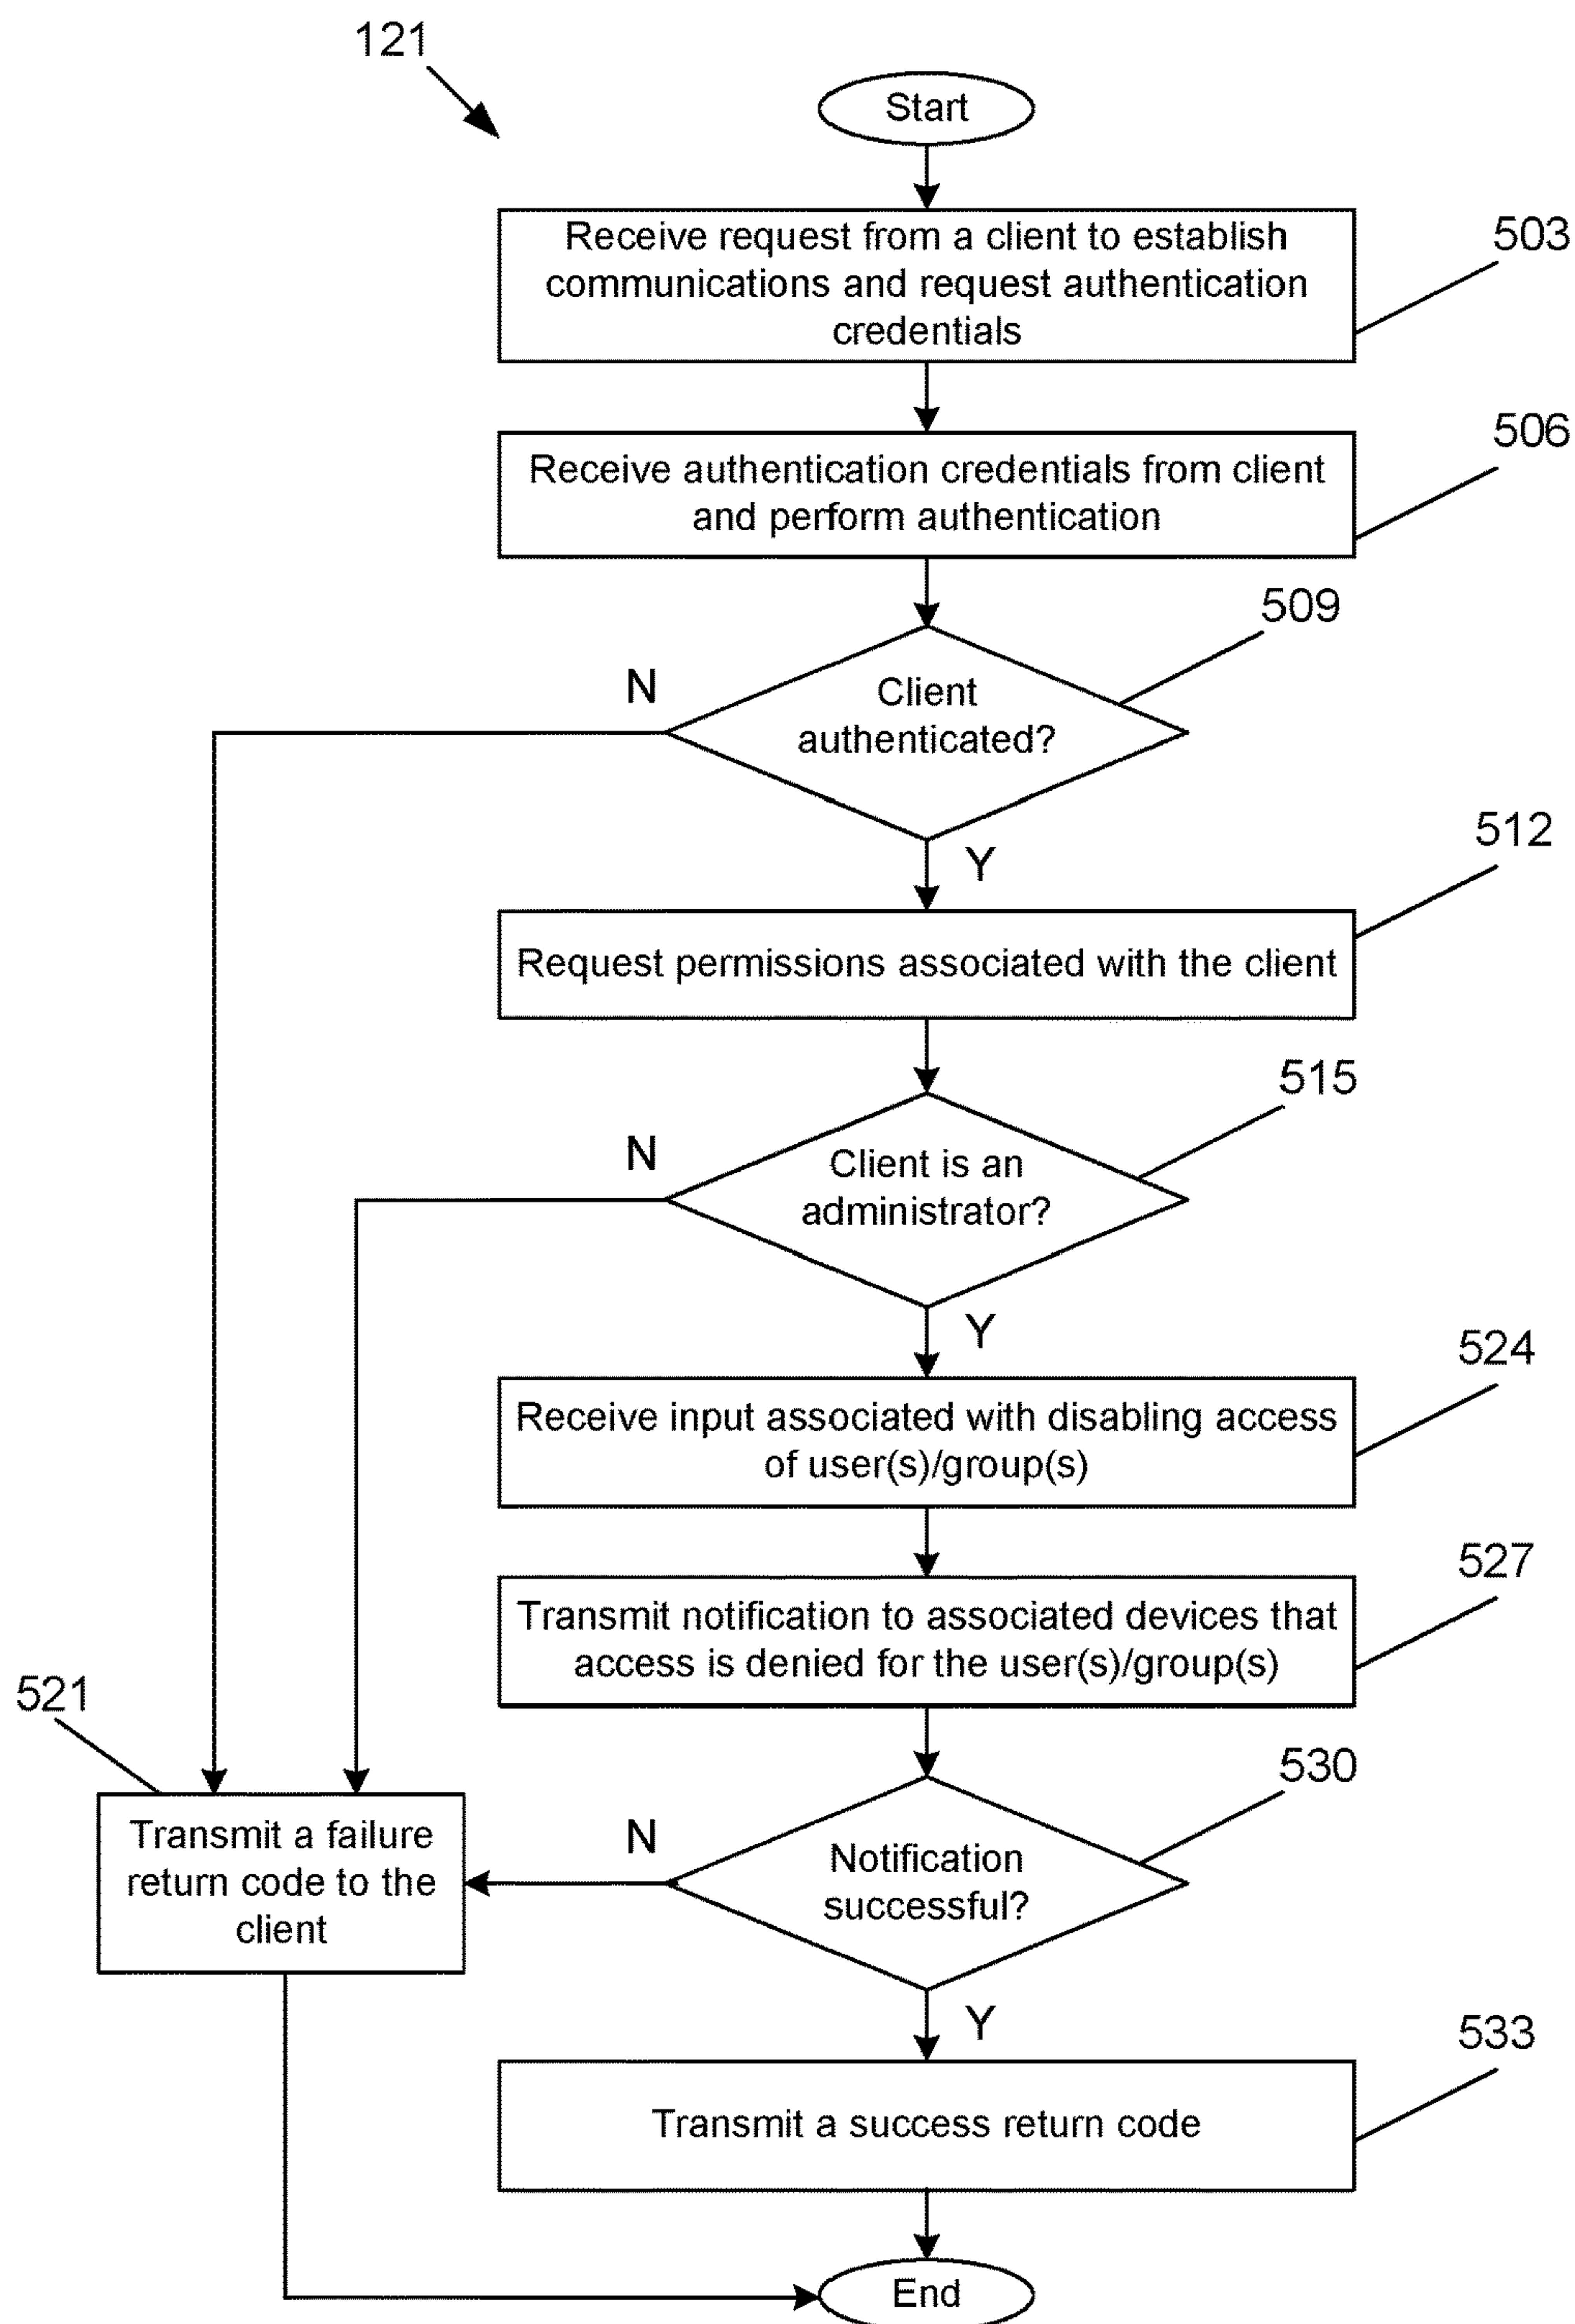 121
Start
Receive request from a client to establish
communications and request authentication
credentials
503
Receive authentication credentials from client
and perform authentication
506
509
N
Client
authenticated?
Y
512
Request permissions associated with the client
515
N
Client is an
administrator?
Y
524
Receive input associated with disabling access
of user(s)/group(s)
527
Transmit notification to associated devices that
access is denied for the user(s)/group(s)
521
530
Transmit a failure
return code to the
client
N
Notification
successful?
Y
533
Transmit a success return code
End